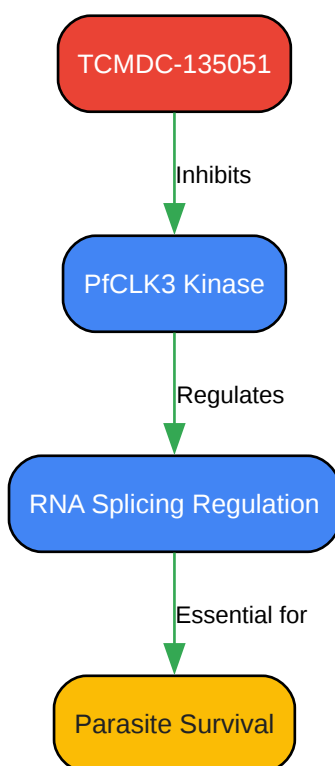 TCMDC-135051
Inhibits
PfCLK3 Kinase
Regulates
RNA Splicing Regulation
Essential for
Parasite Survival